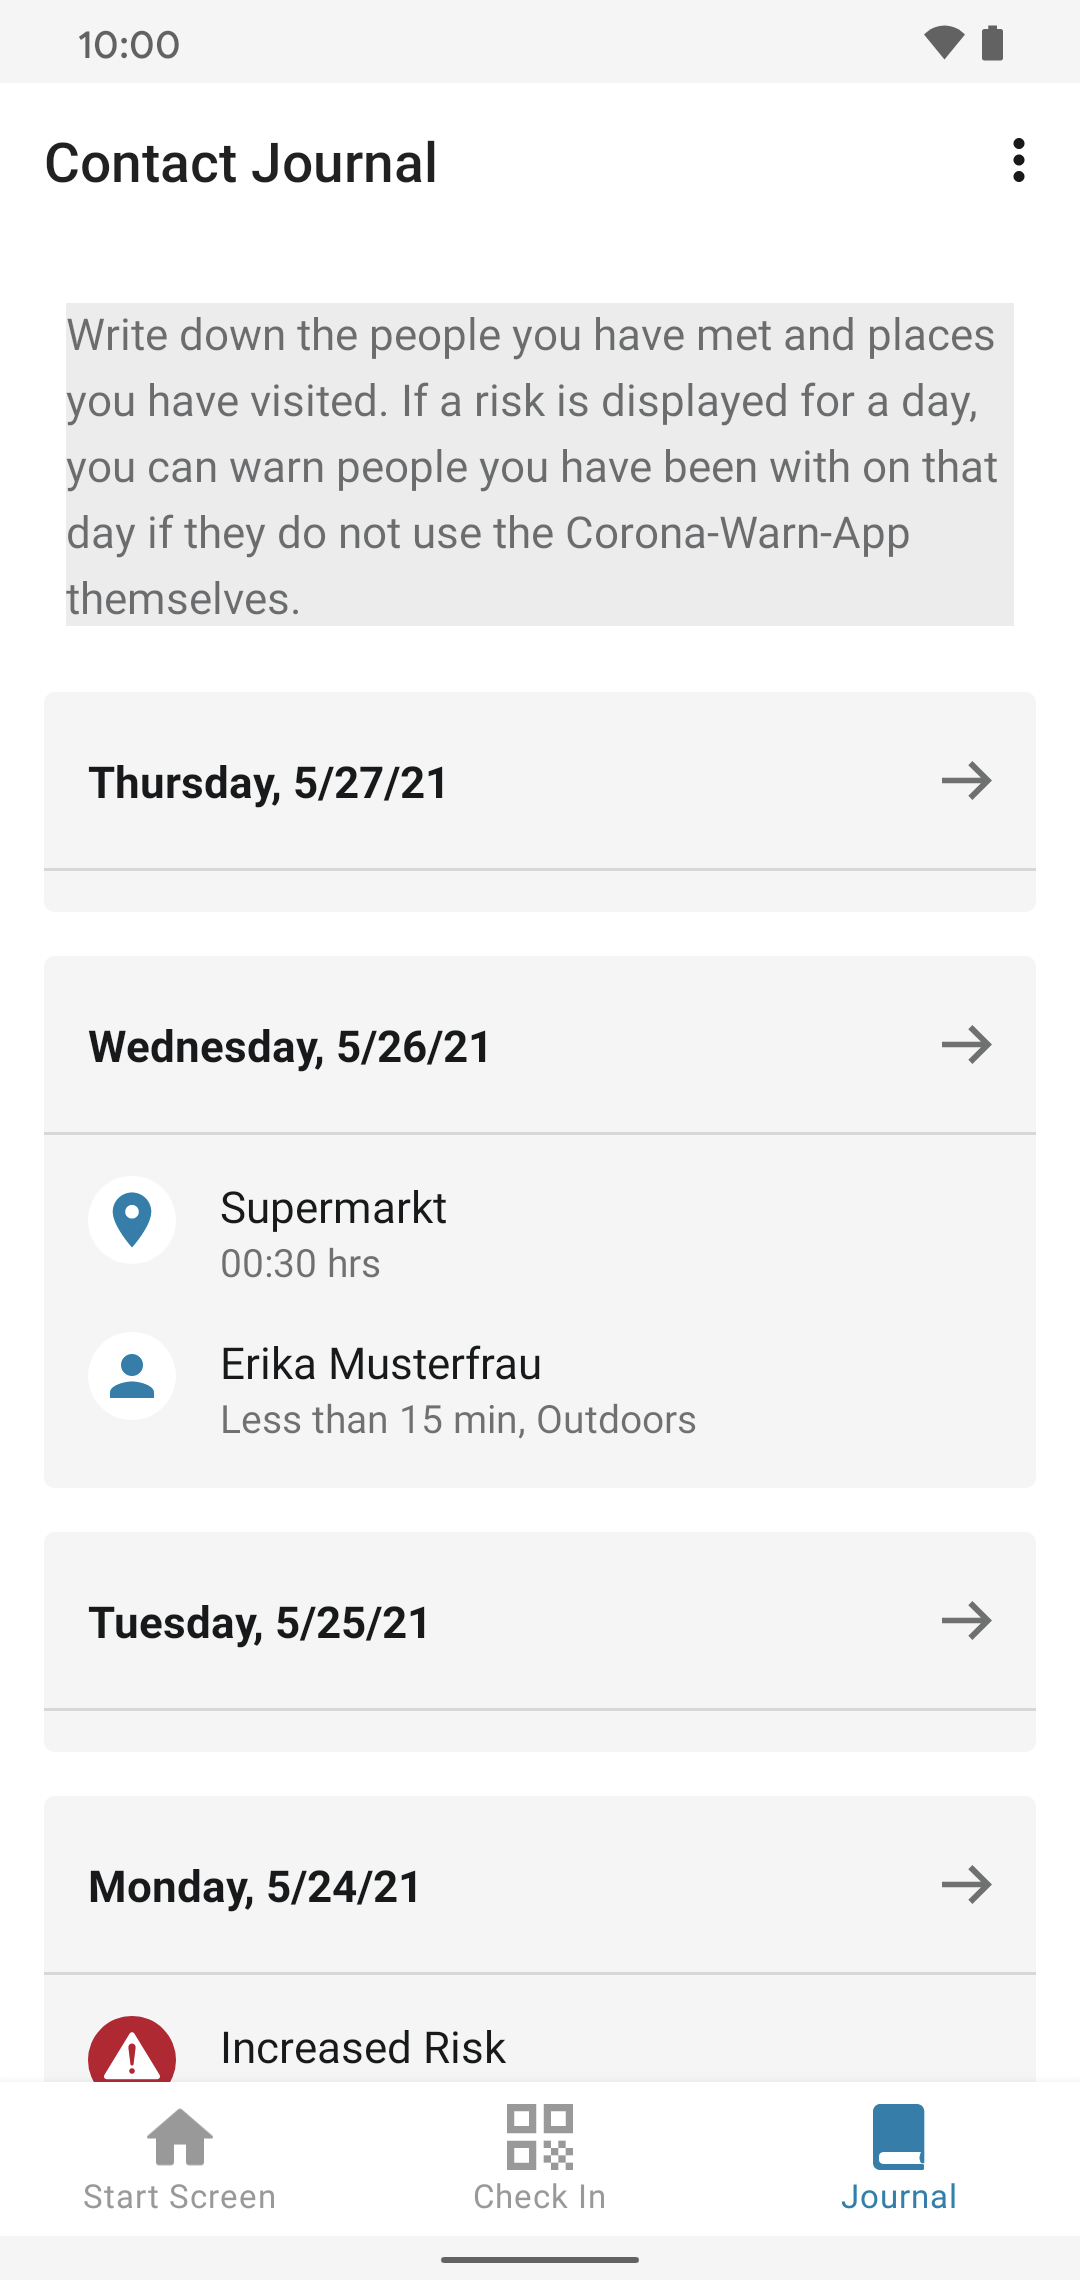 10:00
Contact Journal
Write down the people you have met and places
you have visited. If a risk is displayed for a day,
you can warn people you have been with on that
day if they do not use the Corona-Warn-App
themselves.
Thursday, 5/27/21
Wednesday, 5/26/21
Supermarkt
00:30 hrs
Erika Musterfrau
Less than 15 min, Outdoors
Tuesday, 5/25/21
Monday, 5/24/21
Increased Risk
Start Screen
Check In
Journal